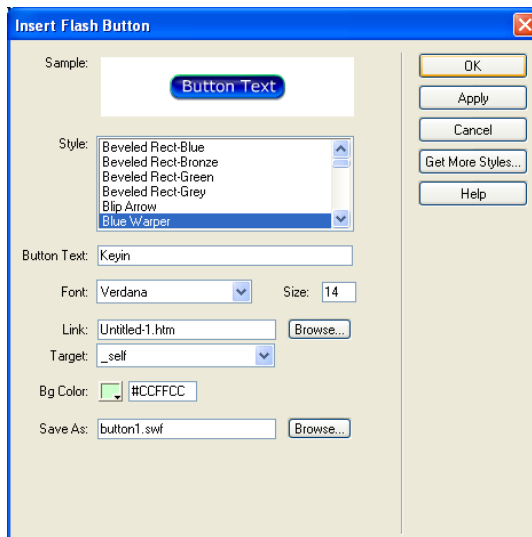 Insert Flash Button
Sample:
Button Text
Style:
Beveled Rect-Blue
Beveled Rect-Bronze
Beveled Rect-Green
Beveled Rect-Grey
Blip Arrow
Blue Warper
Button Text: Keyin
Font: Verdana Size: 14
Link: Untitled-1.htm Browse...
Target: _self
Bg Color: #CCFFCC
Save As: button1.swf Browse...
OK
Apply
Cancel
Get More Styles...
Help